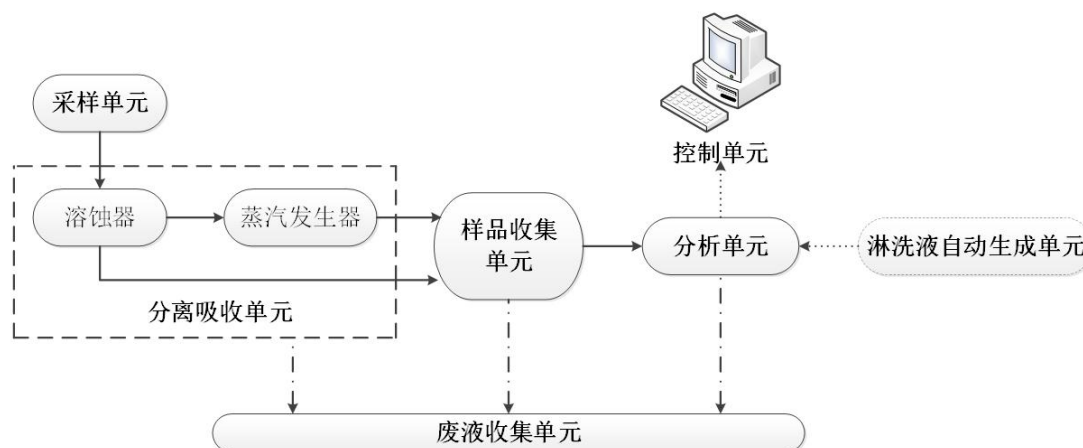 采样单元
控制单元
溶蚀器
蒸汽发生器
样品收集
单元
分析单元
淋洗液自动生成单元
分离吸收单元
废液收集单元